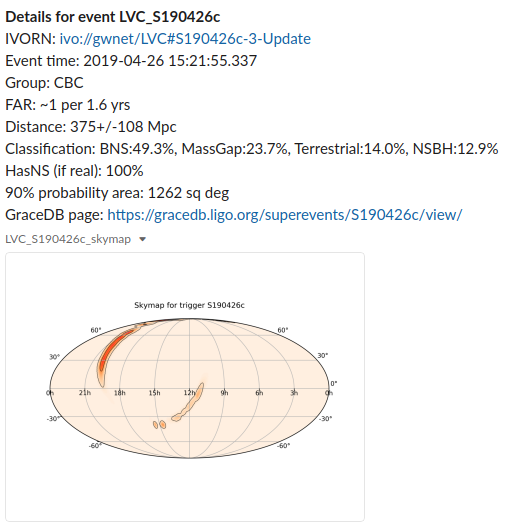 Details for event LVC_S190426c
IVORN: ivo://gwnet/LVC#S190426c-3-Update
Event time: 2019-04-26 15:21:55.337
Group: CBC
FAR: ~1 per 1.6 yrs
Distance: 375+/-108 Mpc
Classification: BNS:49.3%, MassGap:23.7%, Terrestrial:14.0%, NSBH:12.9%
HasNS (if real): 100%
90% probability area: 1262 sq deg
GraceDB page: https://gracedb.ligo.org/superevents/S190426c/view/
LVC_S190426c_skymap
Skymap for trigger S190426c
60° 60°
30° 30°
0h 21h 18h 15h 12h 9h 6h 3h 0h 0°
-30° -30°
-60° -60°